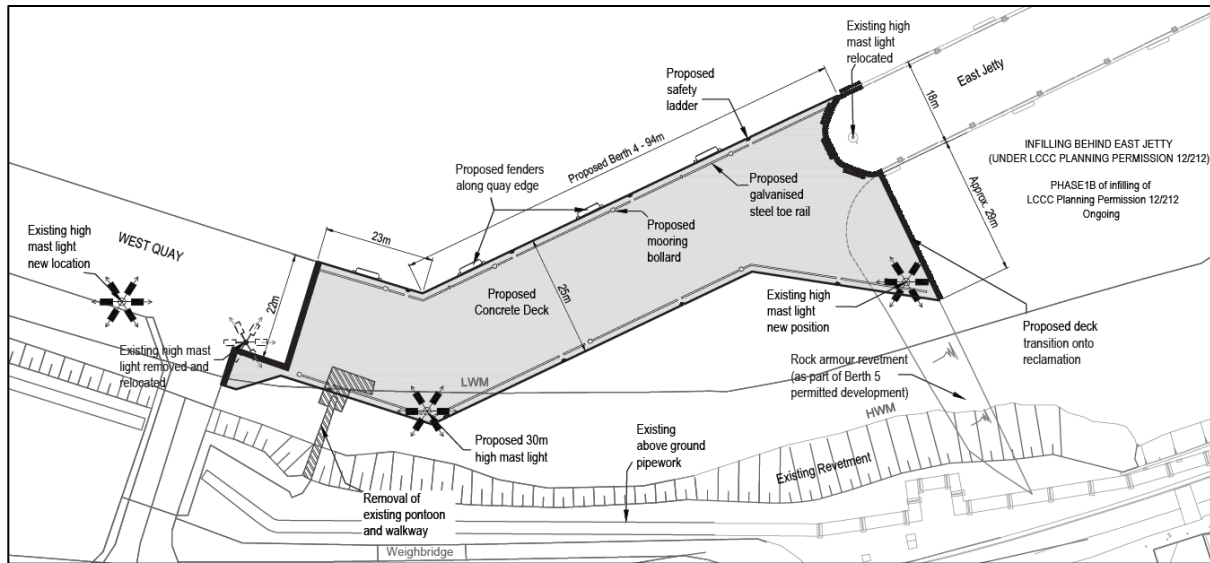 Existing high
mast light
relocated
East Jetty
18m
Proposed
safety
ladder
Proposed Berth 4 - 94m
INFILLING BEHIND EAST JETTY
(UNDER LCCC PLANNING PERMISSION 12/212)
PHASE1B of infilling of
LCCC Planning Permission 12/212
Ongoing
Approx. 29m
Proposed fenders
along quay edge
Proposed
galvanised
steel toe rail
Proposed
mooring
bollard
Existing high
mast light
new location
WEST QUAY
23m
22m
25m
Proposed
Concrete Deck
Existing high
mast light
new position
Proposed deck
transition onto
reclamation
Existing high mast
light removed and
relocated
LWM
Rock armour revetment
(as part of Berth 5
permitted development)
HWM
Proposed 30m
high mast light
Existing
above ground
pipework
Existing Revetment
Removal of
existing pontoon
and walkway
Weighbridge